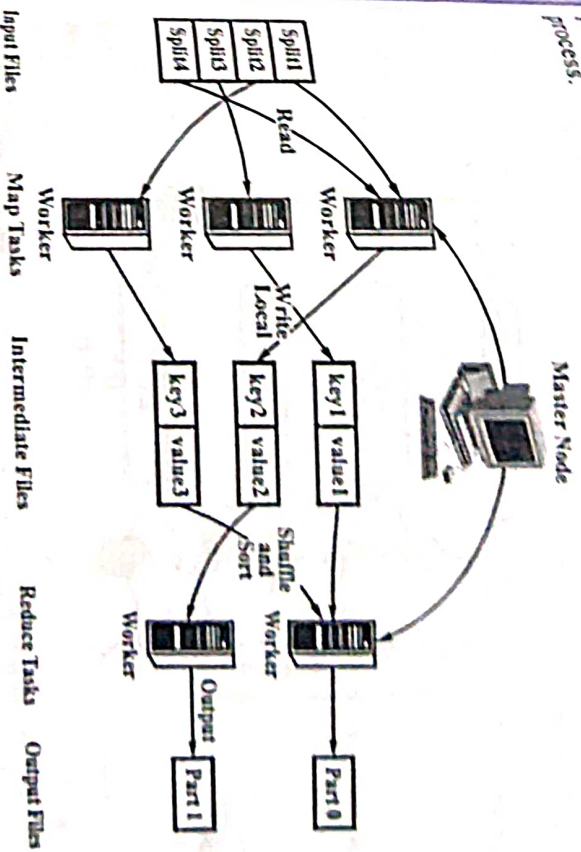 process.
Master Node
Split1
Split2
Split3
Split4
Read
Worker
Worker
Worker
Write
Local
key1 value1
key2 value2
key3 value3
Shuffle
and
Sort
Worker
Worker
Output
Part 0
Part 1
Input Files
Map Tasks
Intermediate Files
Reduce Tasks
Output Files